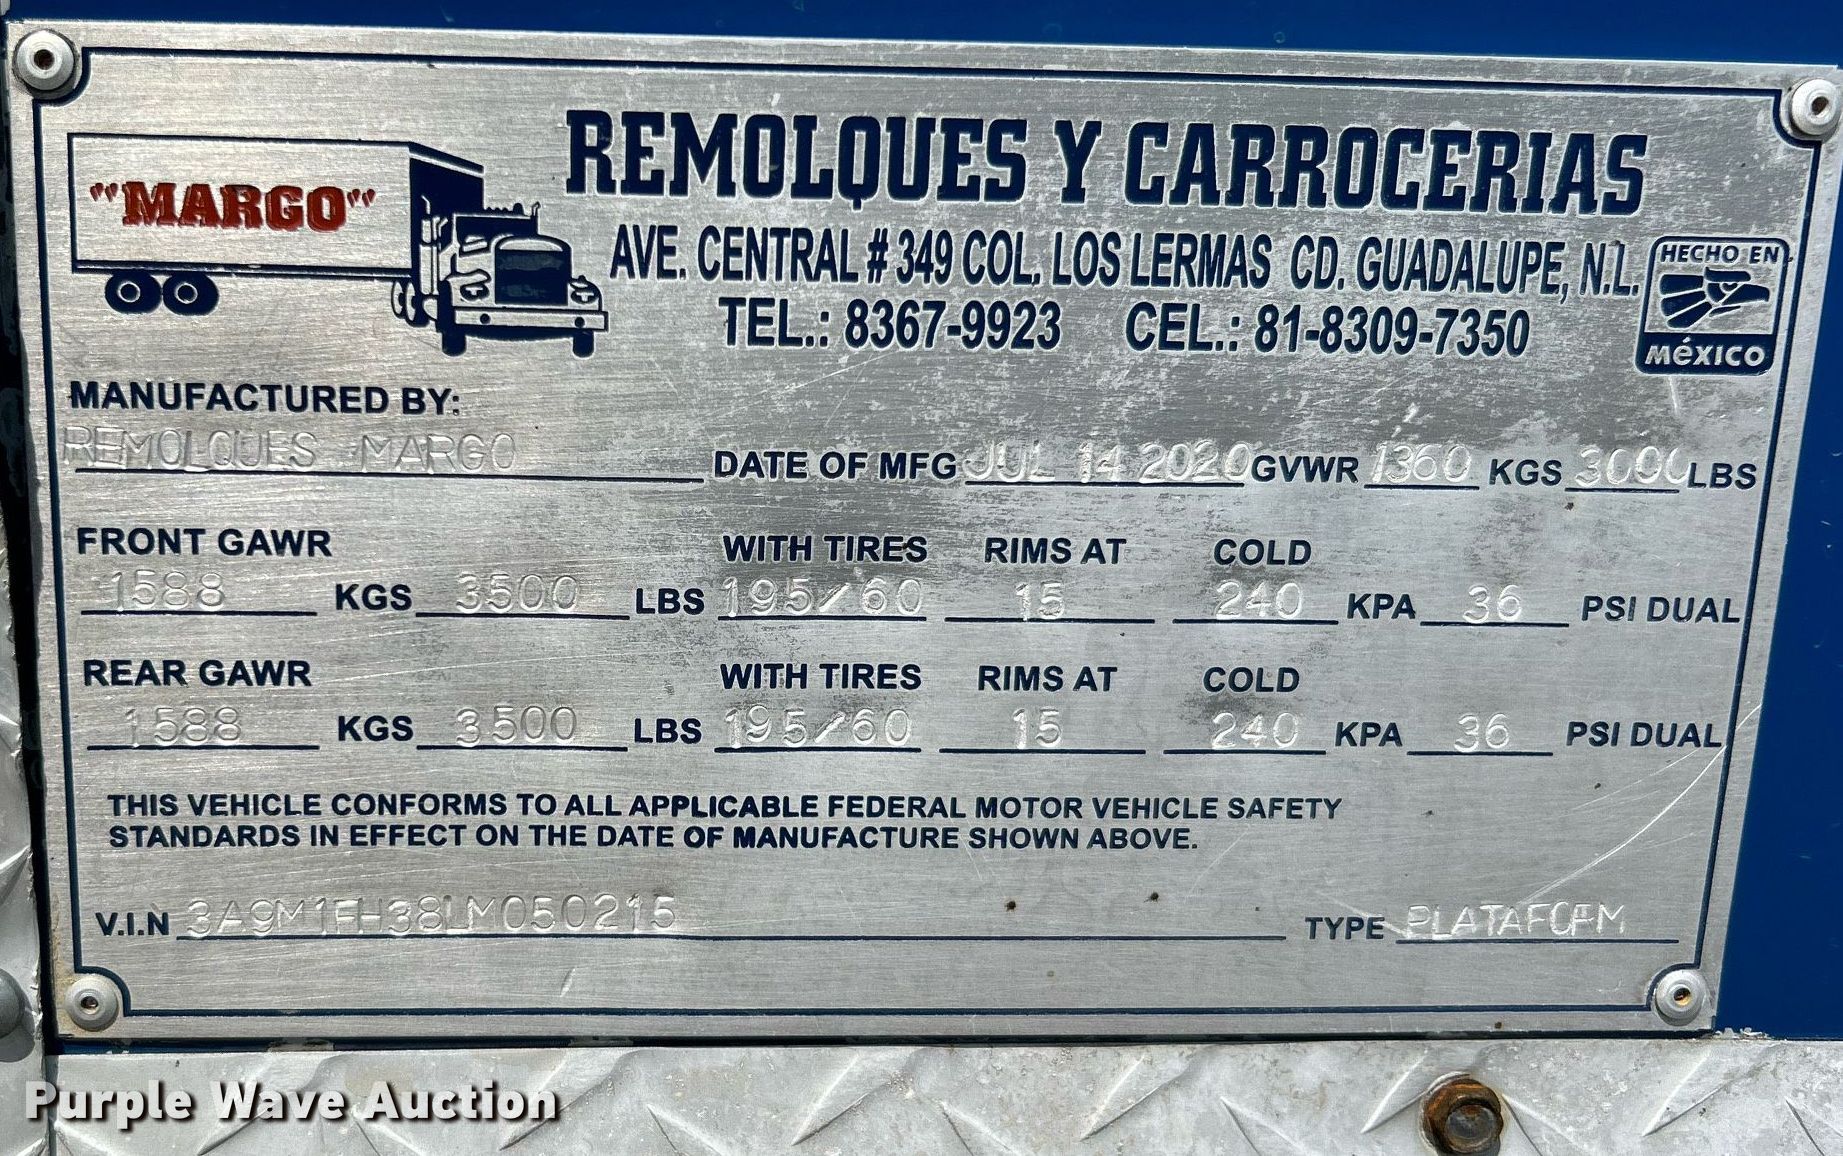 "MARGO"
REMOLQUES Y CARROCERIAS
AVE. CENTRAL # 349 COL. LOS LERMAS CD. GUADALUPE, N.L.
TEL.: 8367-9923 CEL.: 81-8309-7350
HECHO EN
MéXICO
MANUFACTURED BY:
REMOLQUES MARGO DATE OF MFG JUL 14 2020 GVWR 1360 KGS 3000 LBS
FRONT GAWR WITH TIRES RIMS AT COLD
1588 KGS 3500 LBS 195/60 15 240 KPA 36 PSI DUAL
REAR GAWR WITH TIRES RIMS AT COLD
1588 KGS 3500 LBS 195/60 15 240 KPA 36 PSI DUAL
THIS VEHICLE CONFORMS TO ALL APPLICABLE FEDERAL MOTOR VEHICLE SAFETY
STANDARDS IN EFFECT ON THE DATE OF MANUFACTURE SHOWN ABOVE.
V.I.N 3A9M1FH38LM050215 TYPE PLATAFORM
Purple Wave Auction